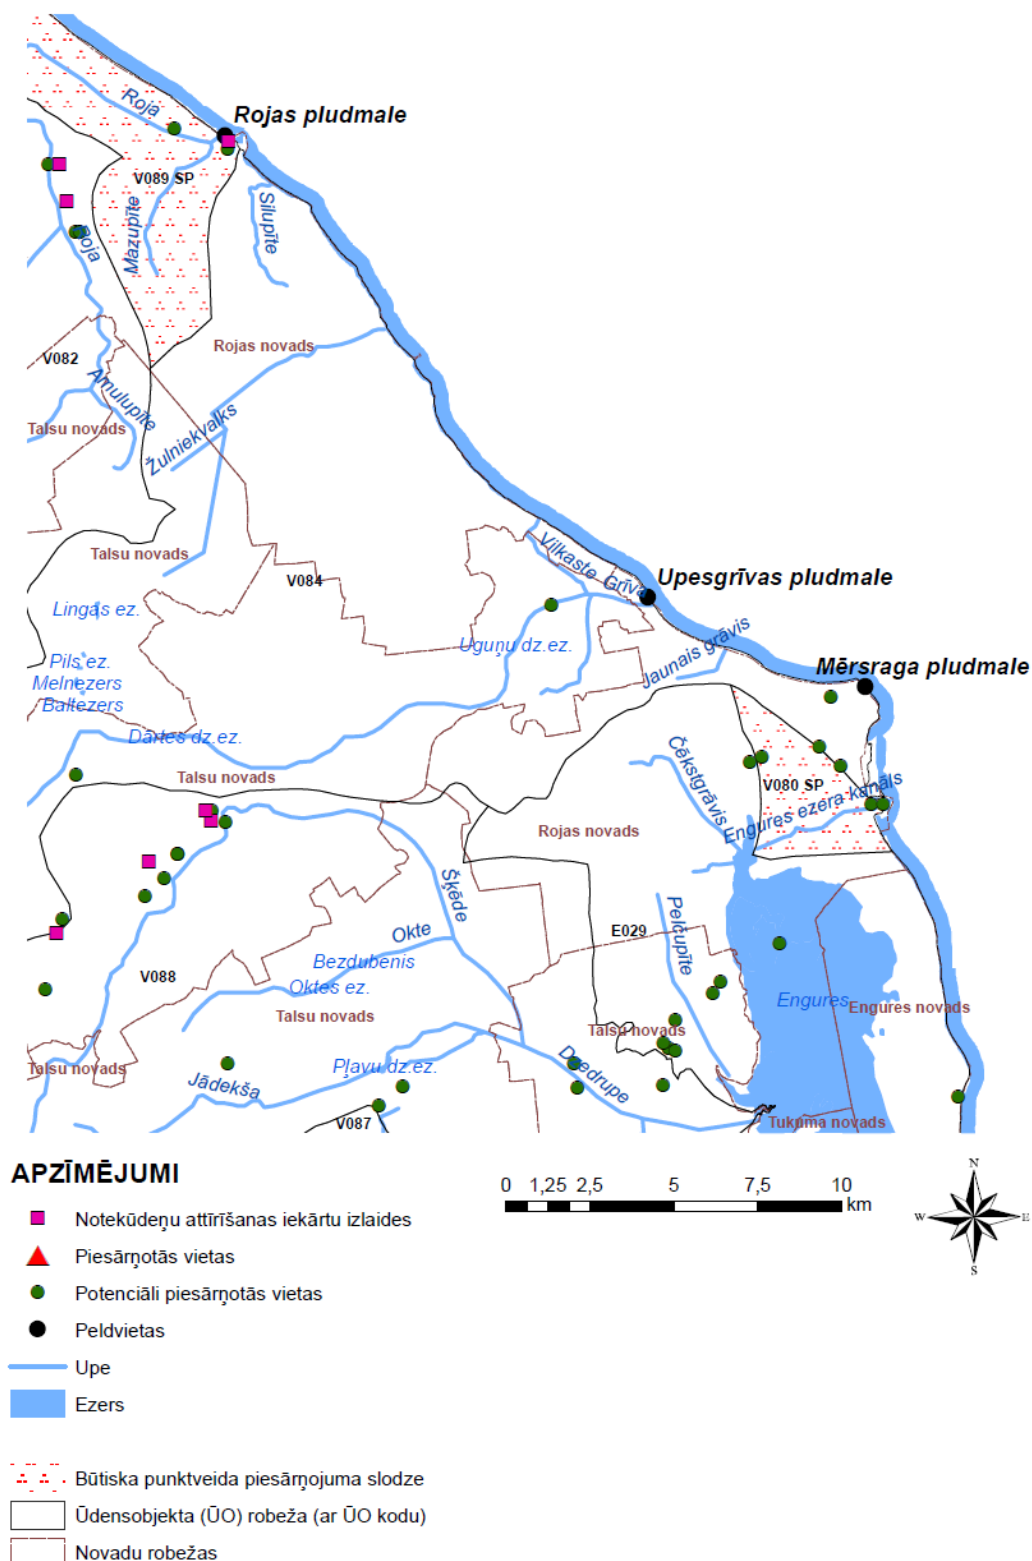 Roja
Rojas pludmale
V089 SP
Mazupīte
Roja
Silupīte
Rojas novads
V082
Amulupīte
Talsu novads
Žulniekvalks
Talsu novads
V084
Vilkaste
Grīva
Upesgrīvas pludmale
Lingas ez.
Uguņu dz.ez.
Jaunais grāvis
Pils ez.
Melnezers
Baltezers
Mērsraga pludmale
Dārtes dz.ez.
Talsu novads
Čēkstgrāvis
V080 SP
Engures ezera kanāls
Rojas novads
Šķēde
Pelčupīte
Okte
E029
Bezdubenis
V088
Oktes ez.
Talsu novads
Engures
Engures novads
Talsu novads
Talsu novads
Pļavu dz.ez.
Dzedrupe
Jādekša
V087
Tukuma novads
APZĪMĒJUMI
Notekūdeņu attīrīšanas iekārtu izlaides
Piesārņotās vietas
Potenciāli piesārņotās vietas
Peldvietas
Upe
Ezers
Būtiska punktveida piesārņojuma slodze
Ūdensobjekta (ŪO) robeža (ar ŪO kodu)
Novadu robežas
0 1,25 2,5 5 7,5 10
km
N
W
E
S